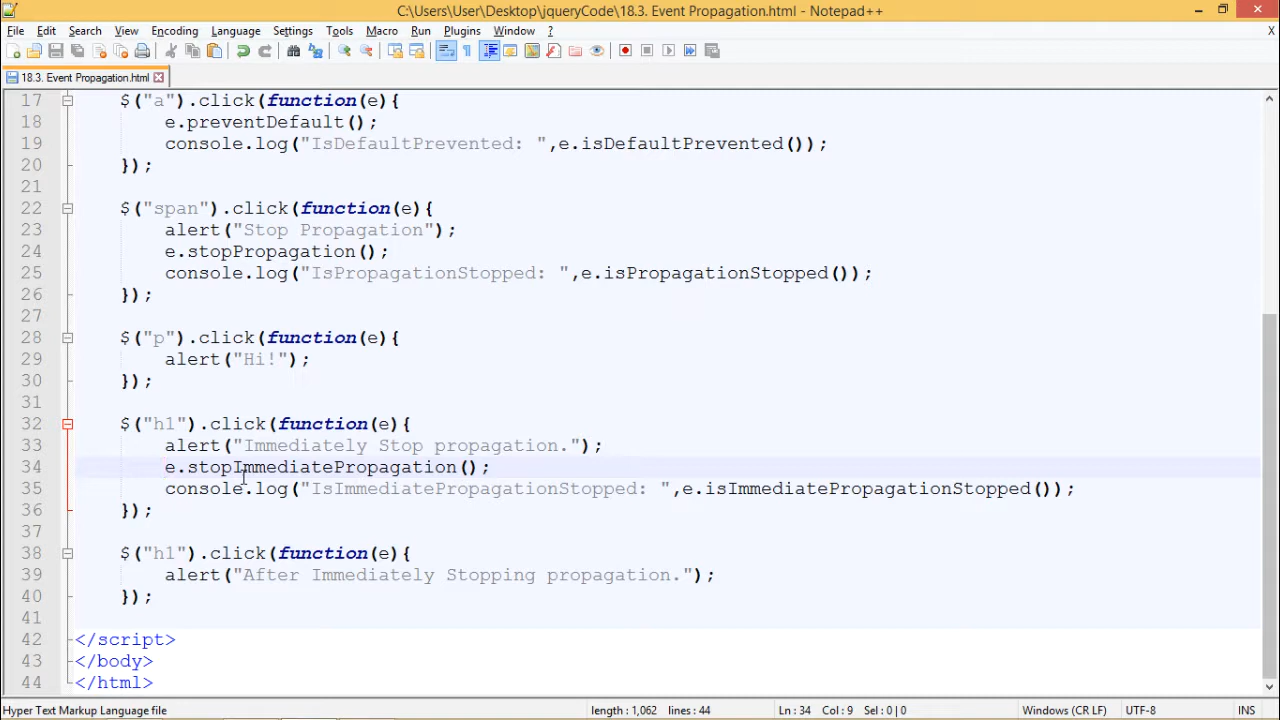 C:\Users\User\Desktop\jqueryCode\18.3. Event Propagation.html - Notepad++
File Edit Search View Encoding Language Settings Tools Macro Run Plugins Window ? X
18.3. Event Propagation.html
17 $("a").click(function(e){
18 e.preventDefault();
19 console.log("IsDefaultPrevented: ",e.isDefaultPrevented());
20 });
21
22 $("span").click(function(e){
23 alert("Stop Propagation");
24 e.stopPropagation();
25 console.log("IsPropagationStopped: ",e.isPropagationStopped());
26 });
27
28 $("p").click(function(e){
29 alert("Hi!");
30 });
31
32 $("h1").click(function(e){
33 alert("Immediately Stop propagation.");
34 e.stopImmediatePropagation();
35 console.log("IsImmediatePropagationStopped: ",e.isImmediatePropagationStopped());
36 });
37
38 $("h1").click(function(e){
39 alert("After Immediately Stopping propagation.");
40 });
41
42 </script>
43 </body>
44 </html>
Hyper Text Markup Language file length : 1,062 lines : 44 Ln : 34 Col : 9 Sel : 0 | 0 Windows (CR LF) UTF-8 INS